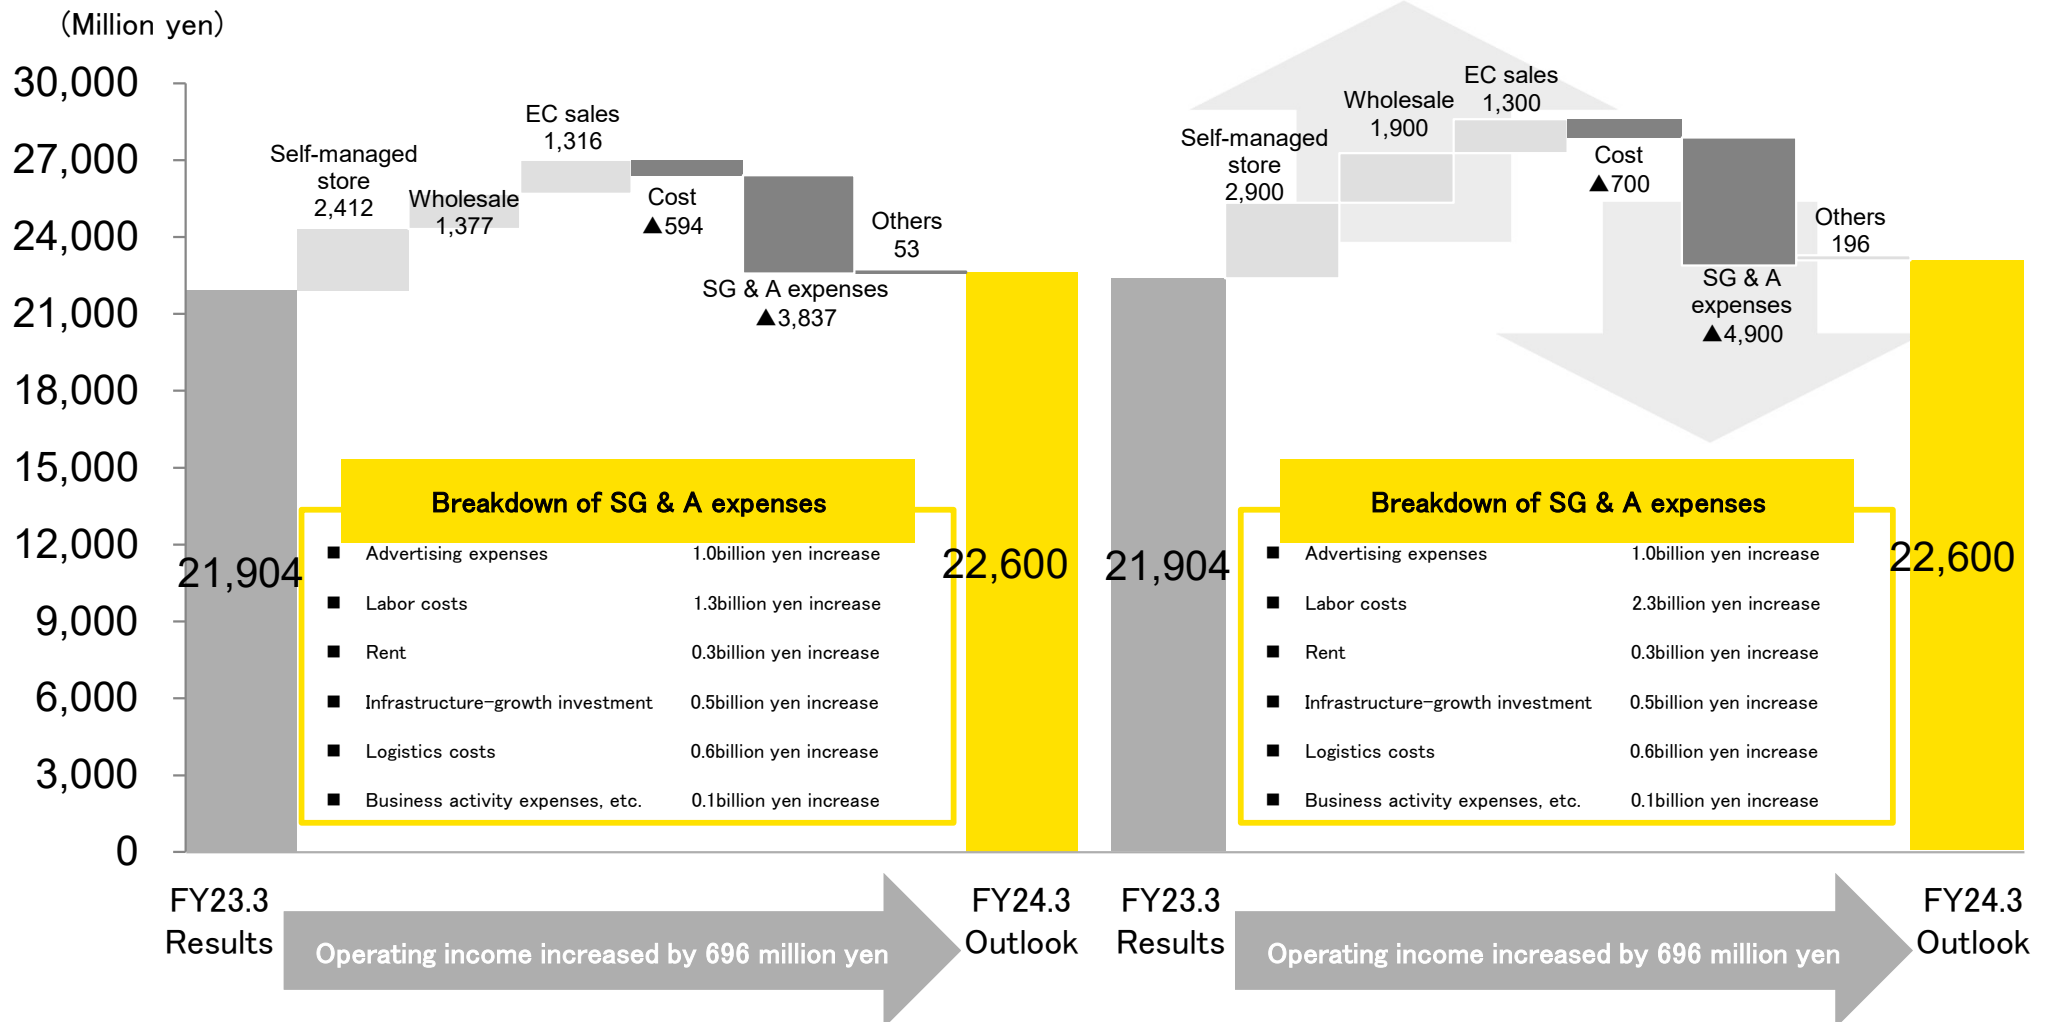 (Million yen)
30,000
27,000
24,000
21,000
18,000
15,000
12,000
9,000
6,000
3,000
0
Self-managed
store
2,412
Wholesale
1,377
EC sales
1,316
Cost
▲594
SG & A expenses
▲3,837
Others
53
21,904
22,600
Breakdown of SG & A expenses
■ Advertising expenses 1.0billion yen increase
■ Labor costs 1.3billion yen increase
■ Rent 0.3billion yen increase
■ Infrastructure-growth investment 0.5billion yen increase
■ Logistics costs 0.6billion yen increase
■ Business activity expenses, etc. 0.1billion yen increase
FY23.3
Results
Operating income increased by 696 million yen
FY24.3
Outlook
Self-managed
store
2,900
Wholesale
1,900
EC sales
1,300
Cost
▲700
SG & A
expenses
▲4,900
Others
196
21,904
22,600
Breakdown of SG & A expenses
■ Advertising expenses 1.0billion yen increase
■ Labor costs 2.3billion yen increase
■ Rent 0.3billion yen increase
■ Infrastructure-growth investment 0.5billion yen increase
■ Logistics costs 0.6billion yen increase
■ Business activity expenses, etc. 0.1billion yen increase
FY23.3
Results
Operating income increased by 696 million yen
FY24.3
Outlook